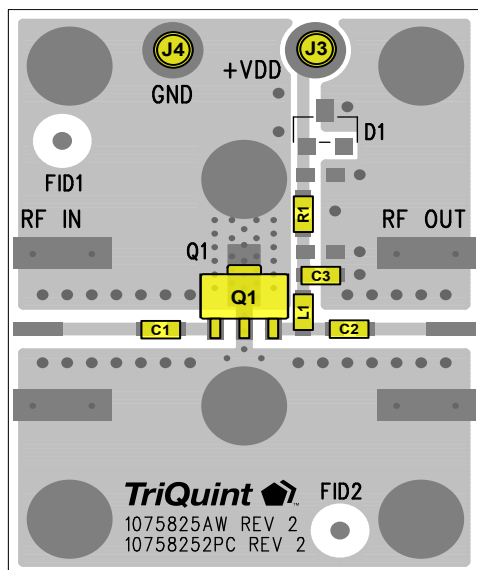 J4
J3
+VDD
GND
D1
FID1
R1
RF IN
RF OUT
Q1
C3
Q1
L1
C1
C2
TriQuint
FID2
1075825AW REV 2
10758252PC REV 2